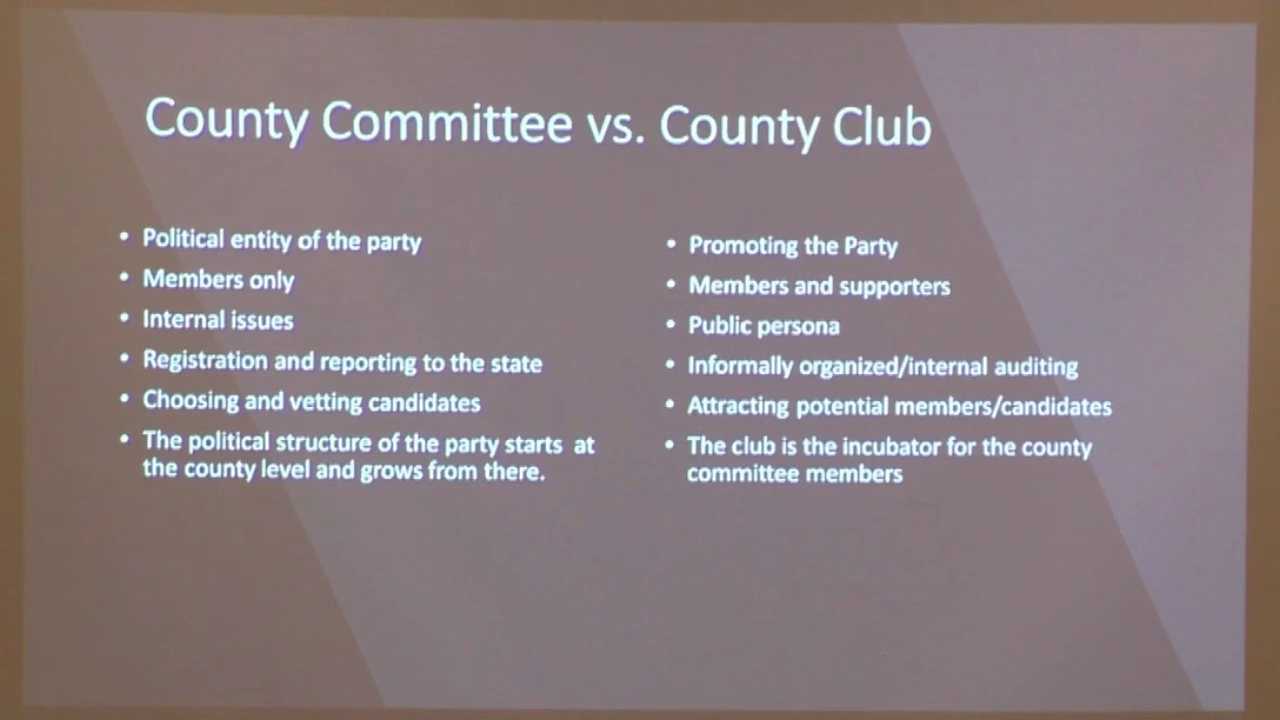 County Committee vs. County Club
• Political entity of the party
• Members only
• Internal issues
• Registration and reporting to the state
• Choosing and vetting candidates
• The political structure of the party starts at
the county level and grows from there.
• Promoting the Party
• Members and supporters
• Public persona
• Informally organized/internal auditing
• Attracting potential members/candidates
• The club is the incubator for the county
committee members